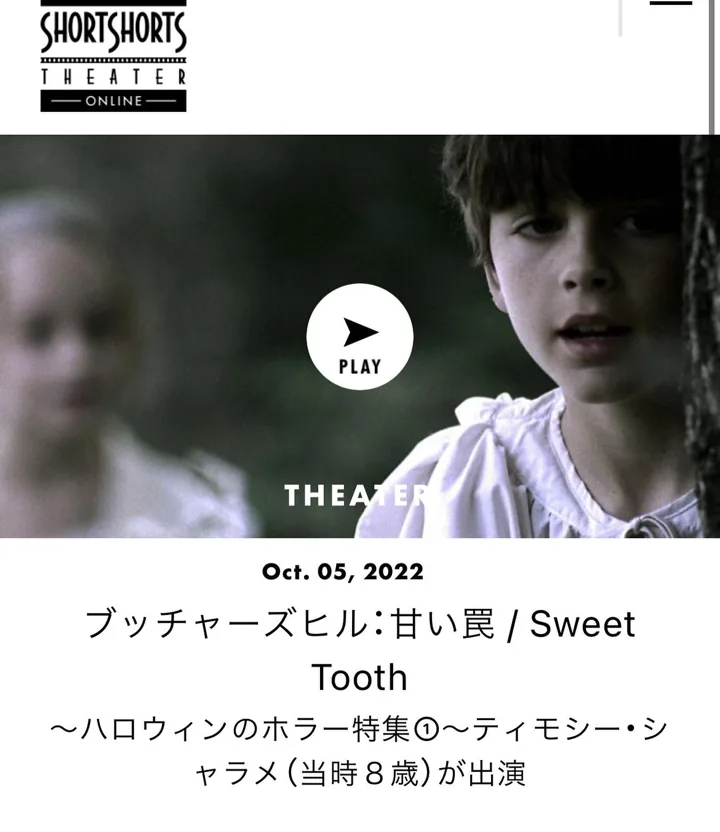 SHORTSHORTS
THEATER
ONLINE
PLAY
THEATER
Oct. 05, 2022
ブッチャーズヒル：甘い罠 / Sweet
Tooth
〜ハロウィンのホラー特集①〜ティモシー・シ
ャラメ（当時８歳）が出演